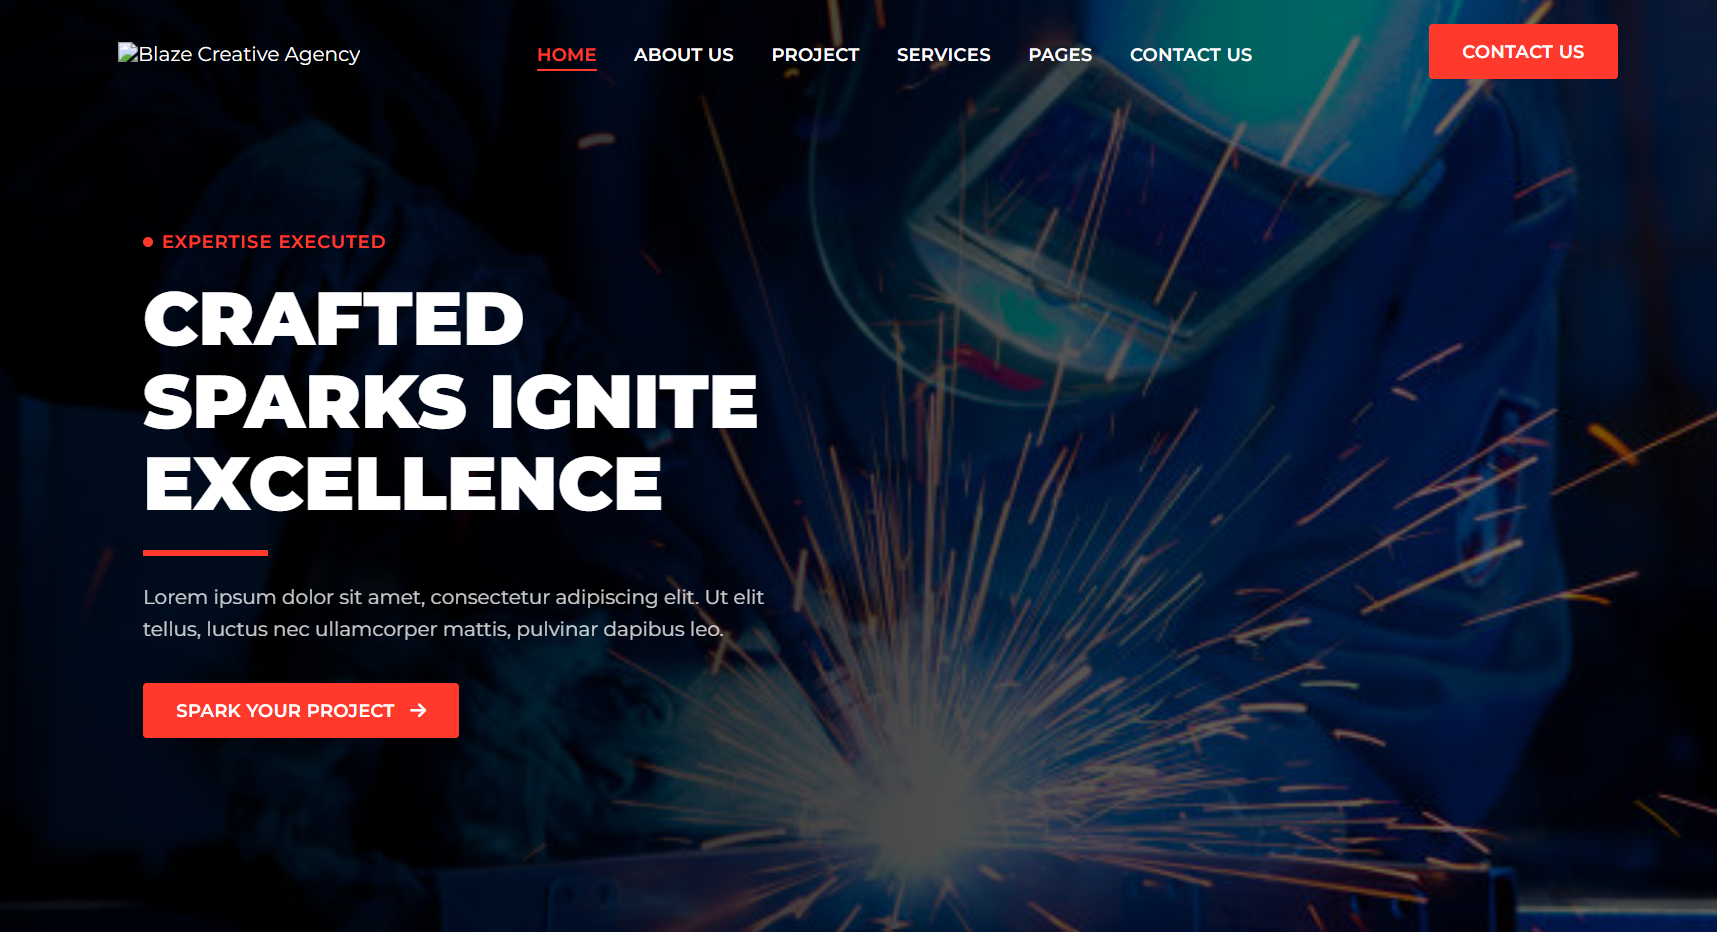 Blaze Creative Agency
HOME ABOUT US PROJECT SERVICES PAGES CONTACT US
CONTACT US
EXPERTISE EXECUTED
CRAFTED
SPARKS IGNITE
EXCELLENCE
Lorem ipsum dolor sit amet, consectetur adipiscing elit. Ut elit
tellus, luctus nec ullamcorper mattis, pulvinar dapibus leo.
SPARK YOUR PROJECT →